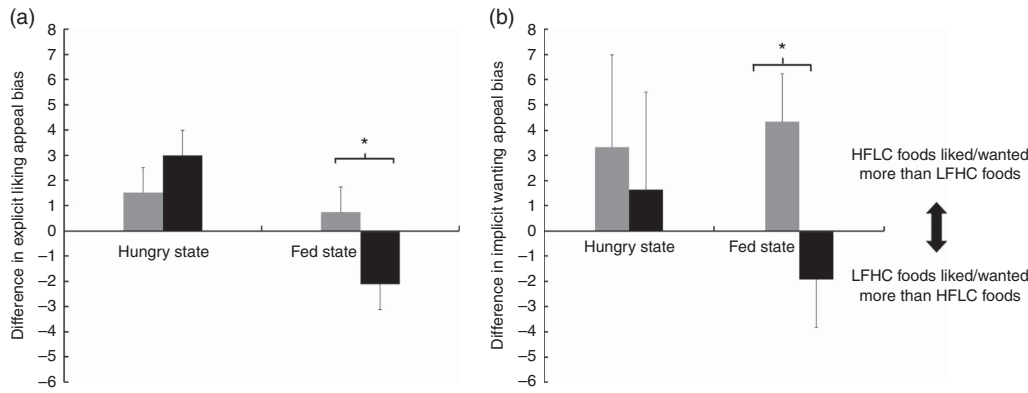 (a)
Difference in explicit liking appeal bias
8
7
6
5
4
3
2
1
0
–1
–2
–3
–4
–5
–6
*
Hungry state
Fed state
(b)
Difference in implicit wanting appeal bias
8
7
6
5
4
3
2
1
0
–1
–2
–3
–4
–5
–6
*
Hungry state
Fed state
HFLC foods liked/wanted
more than LFHC foods
LFHC foods liked/wanted
more than HFLC foods